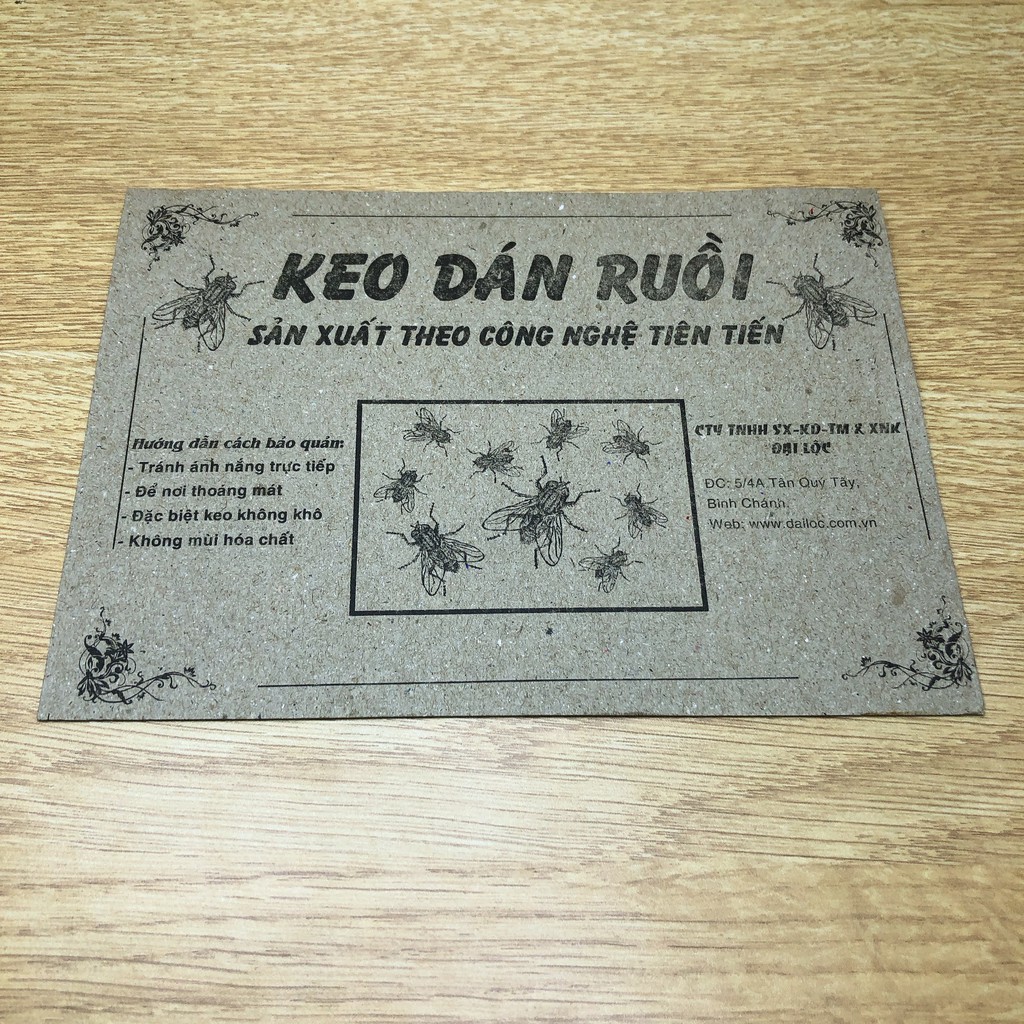 KEO DÁN RUỒI
SẢN XUẤT THEO CÔNG NGHỆ TIÊN TIẾN
Hướng dẫn cách bảo quản:
- Tránh ánh nắng trực tiếp
- Để nơi thoáng mát
- Đặc biệt keo không khô
- Không mùi hóa chất
CTY TNHH SX-KD-TM & XNK
ĐẠI LỘC
ĐC: 5/4A Tân Quý Tây,
Bình Chánh.
Web: www.dailoc.com.vn